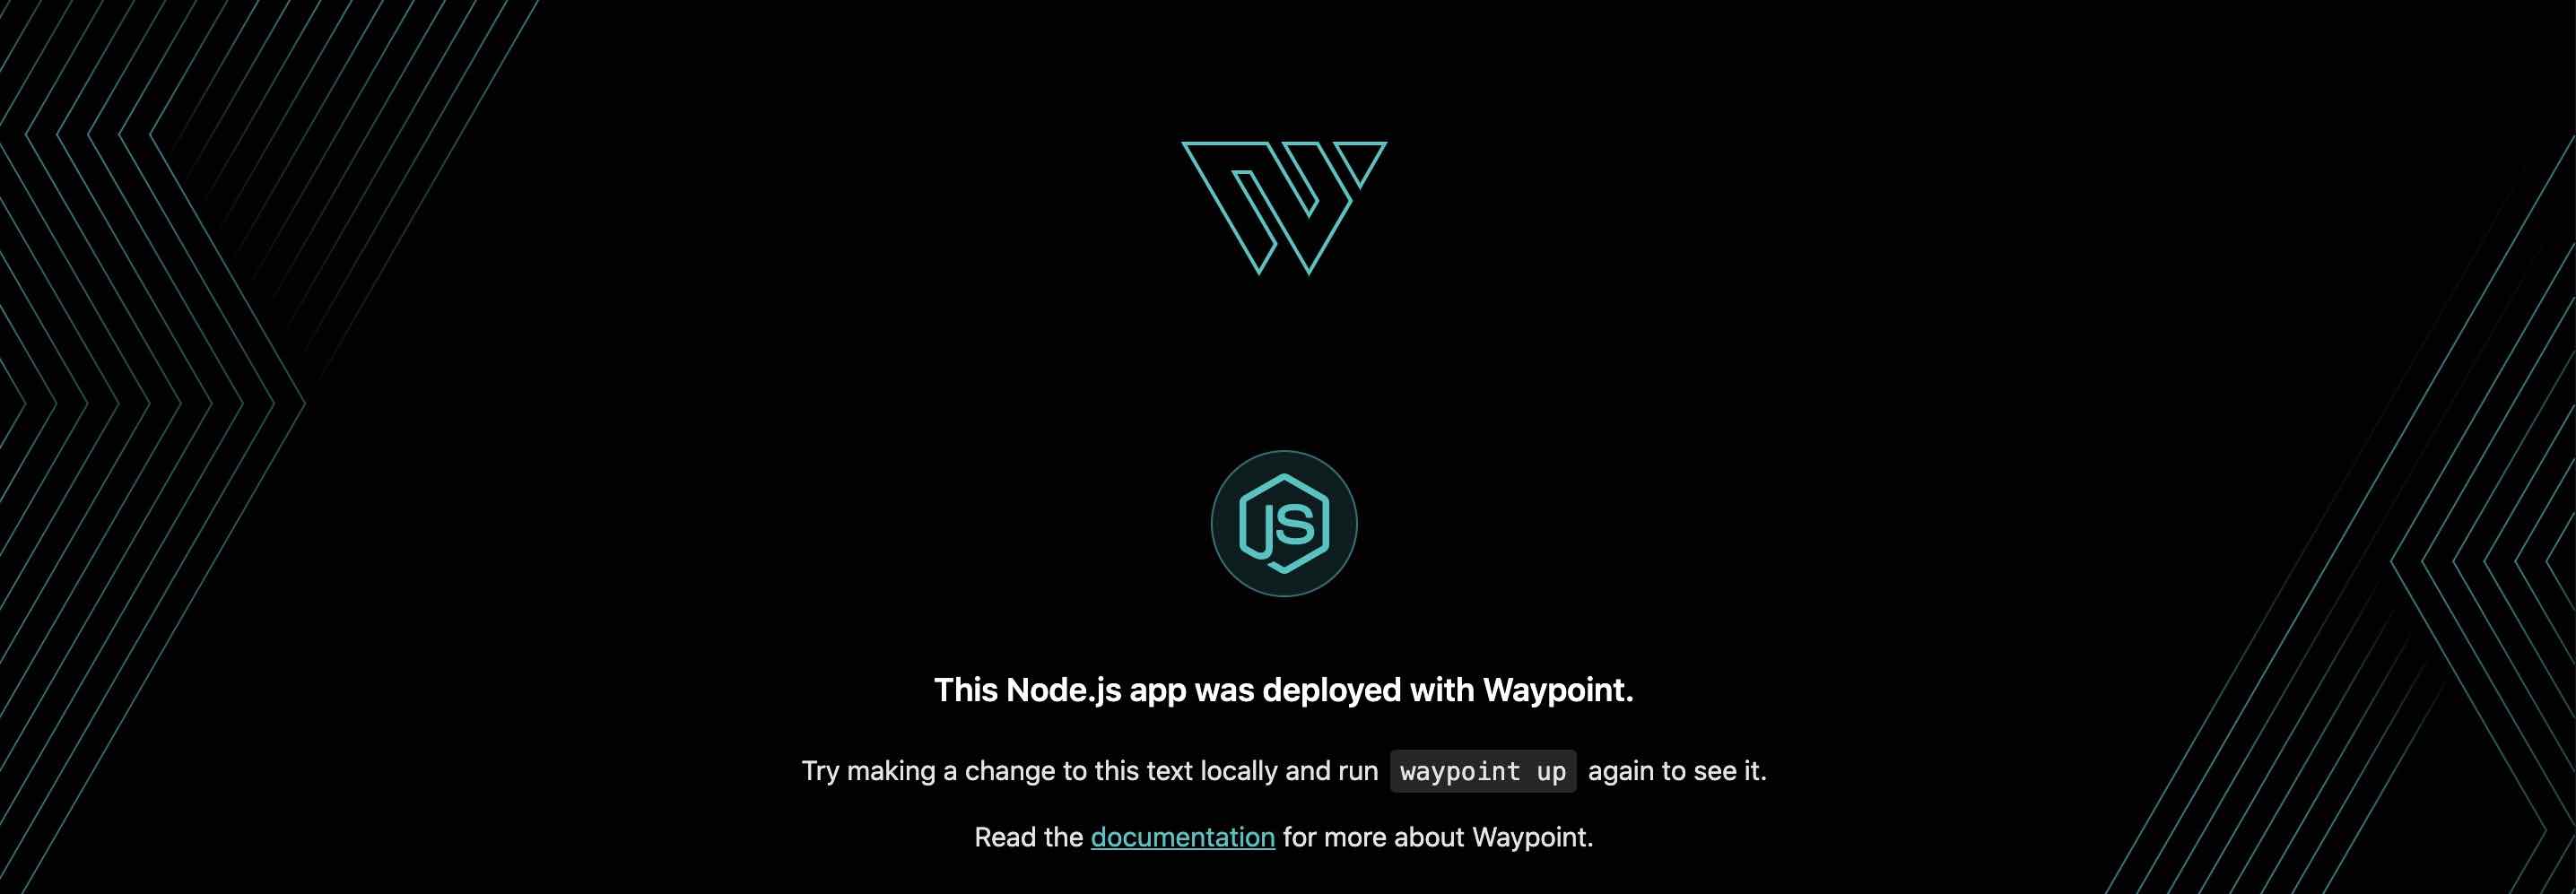 JS
This Node.js app was deployed with Waypoint.
Try making a change to this text locally and run waypoint up again to see it.
Read the documentation for more about Waypoint.